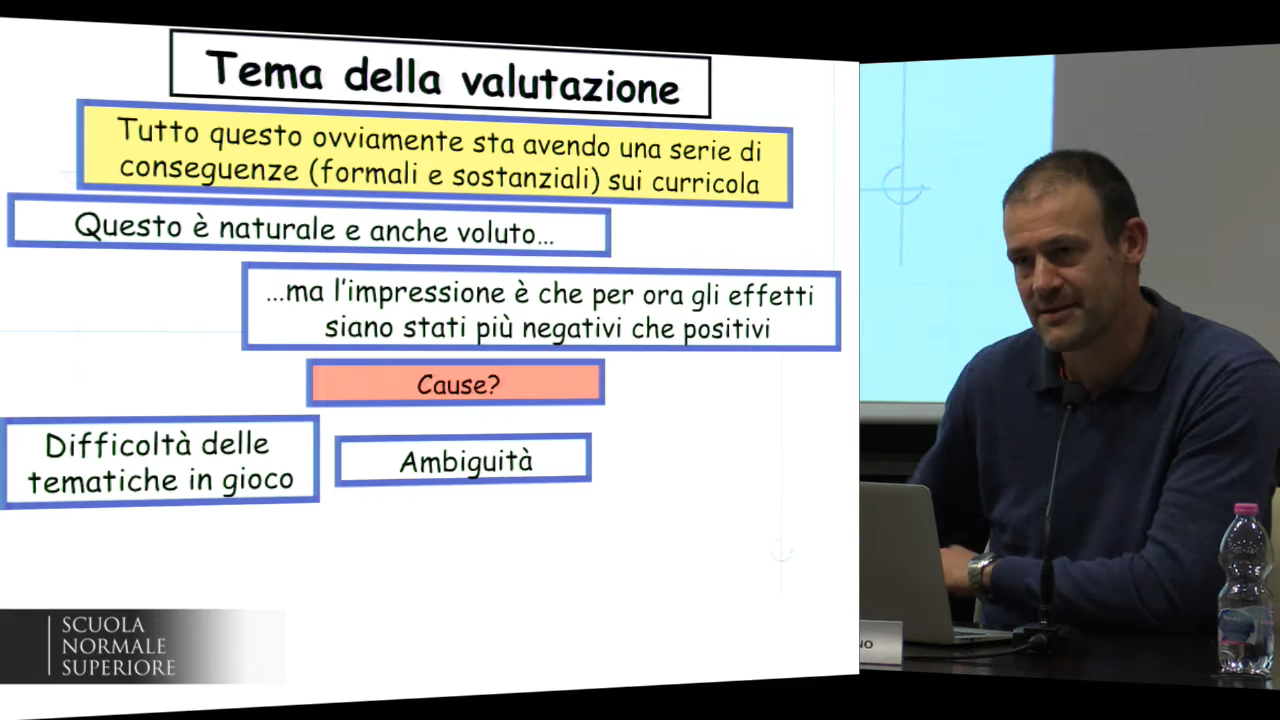 Tema della valutazione
Tutto questo ovviamente sta avendo una serie di
conseguenze (formali e sostanziali) sui curricola
Questo è naturale e anche voluto…
…ma l'impressione è che per ora gli effetti
siano stati più negativi che positivi
Cause?
Difficoltà delle
tematiche in gioco
Ambiguità
SCUOLA
NORMALE
SUPERIORE
NO